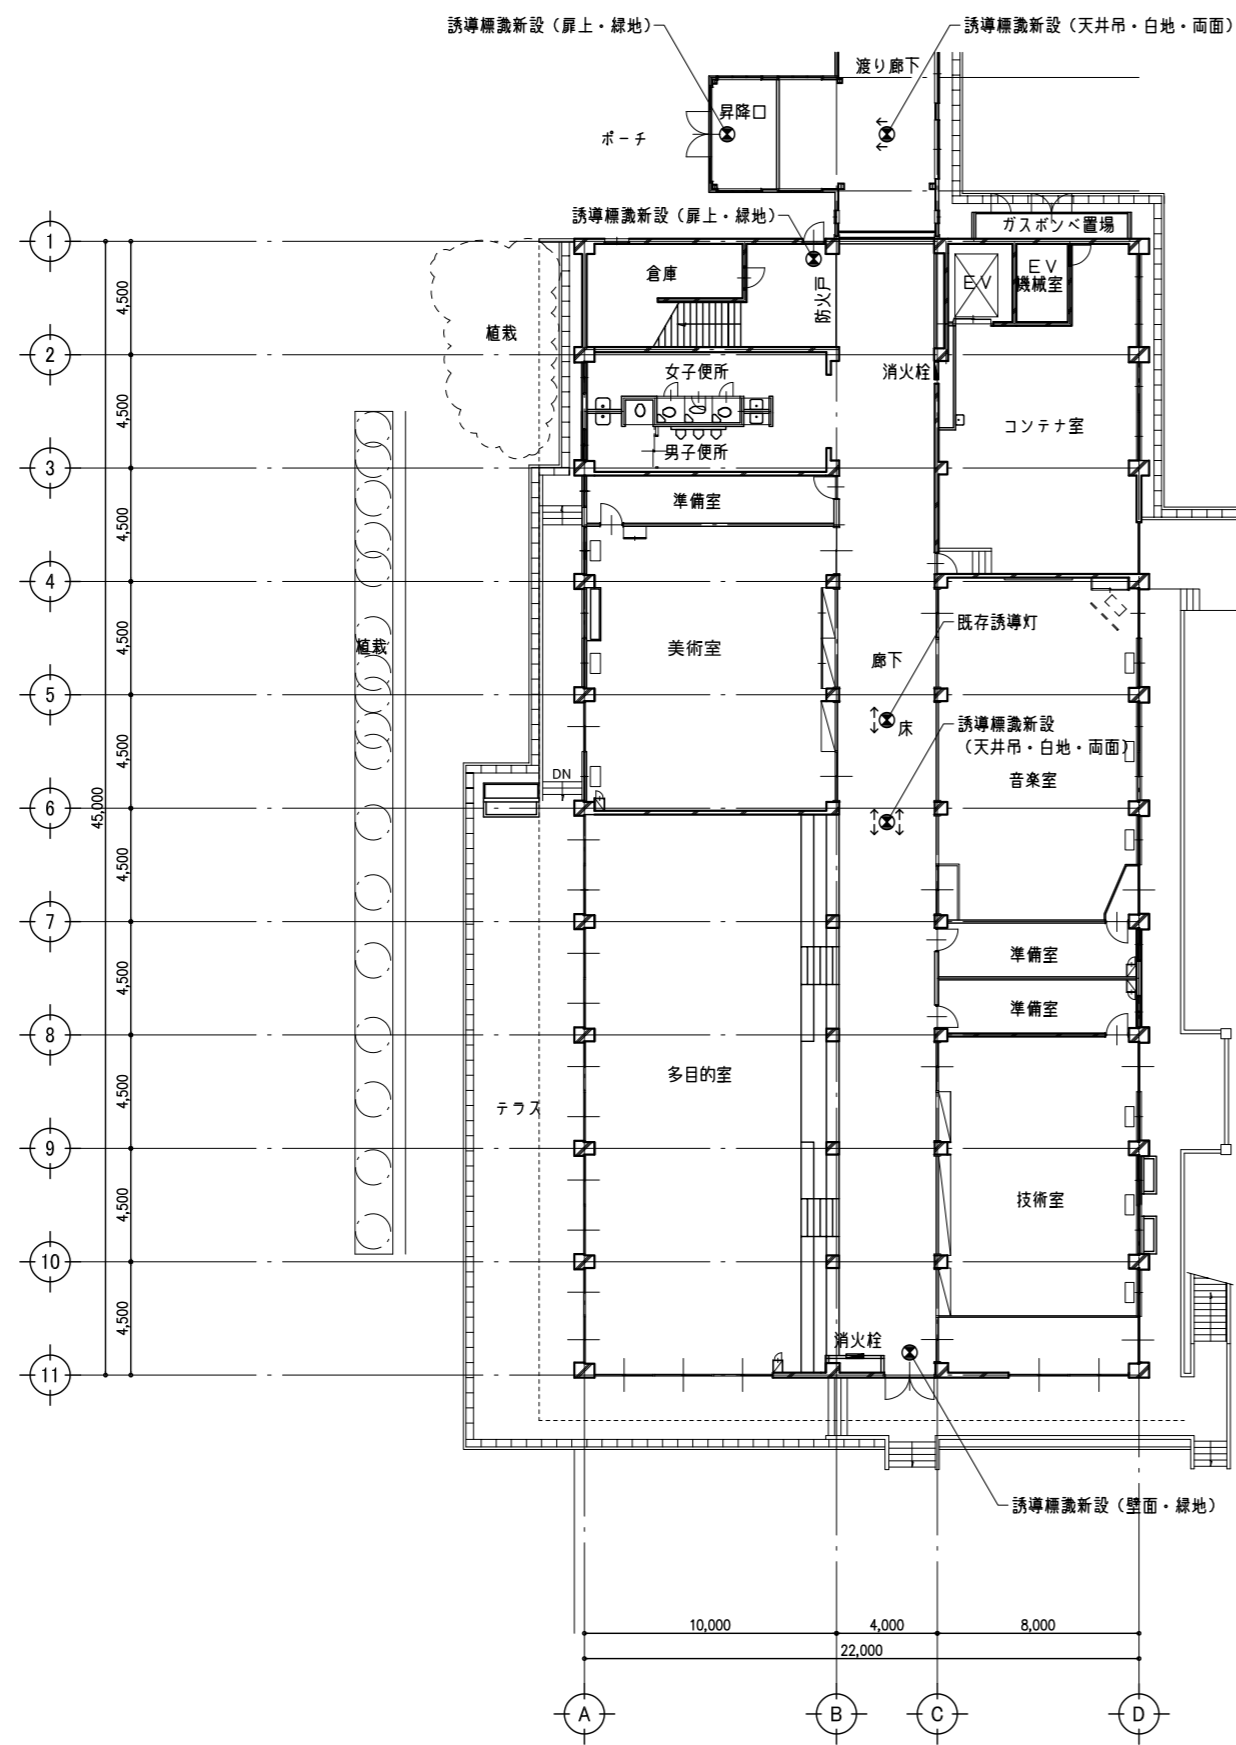 誘導標識新設（扉上・緑地）
誘導標識新設（天井吊・白地・両面）
渡り廊下
昇降口
ポーチ
誘導標識新設（扉上・緑地）
ガスボンベ置場
1
倉庫
防火戸
EV
EV
機械室
4,500
植栽
2
女子便所
消火栓
4,500
コンテナ室
男子便所
3
準備室
4,500
4
既存誘導灯
植栽
美術室
廊下
4,500
5
床
誘導標識新設
（天井吊・白地・両面）
4,500
DN
音楽室
6
45,000
4,500
7
準備室
4,500
準備室
8
多目的室
テラス
4,500
9
技術室
4,500
10
4,500
消火栓
11
誘導標識新設（壁面・緑地）
10,000
4,000
8,000
22,000
A
B
C
D